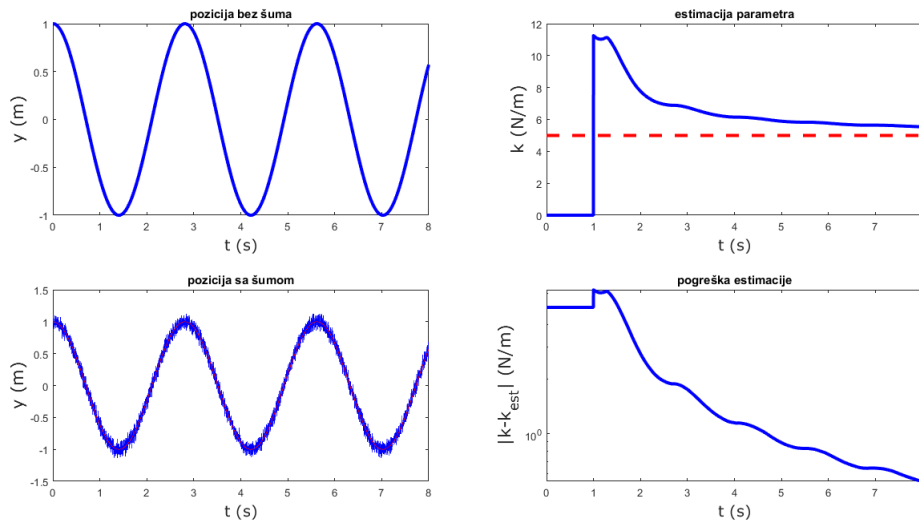 pozicija bez šuma
1
0.5
0
-0.5
-1
y (m)
0 1 2 3 4 5 6 7 8
t (s)
estimacija parametra
12
10
8
6
4
2
0
k (N/m)
0 1 2 3 4 5 6 7
t (s)
pozicija sa šumom
1.5
1
0.5
0
-0.5
-1
-1.5
y (m)
0 1 2 3 4 5 6 7 8
t (s)
pogreška estimacije
10⁰
|k-kₑₛₜ| (N/m)
0 1 2 3 4 5 6 7
t (s)